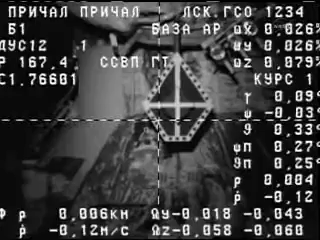 ПРИЧАЛ ПРИЧАЛ ЛСК.ГСО 1234
Б1 БАЗА АР ωx 0,026%
ДУС12 1 ωy 0,026%
Р 167,4, ССВП ГТ ωz 0,079%
С1.76601 КУРС 1
γ 0,09°
ψ -0,03°
ϑ 0,33°
ψп 0,27°
ϑп 0,25°
ρ 0,004
ρ̇ -0,12
Ф ρ 0,006КМ Ωy-0,018 -0,043
ρ̇ -0,12М/С Ωz-0,058 -0,060